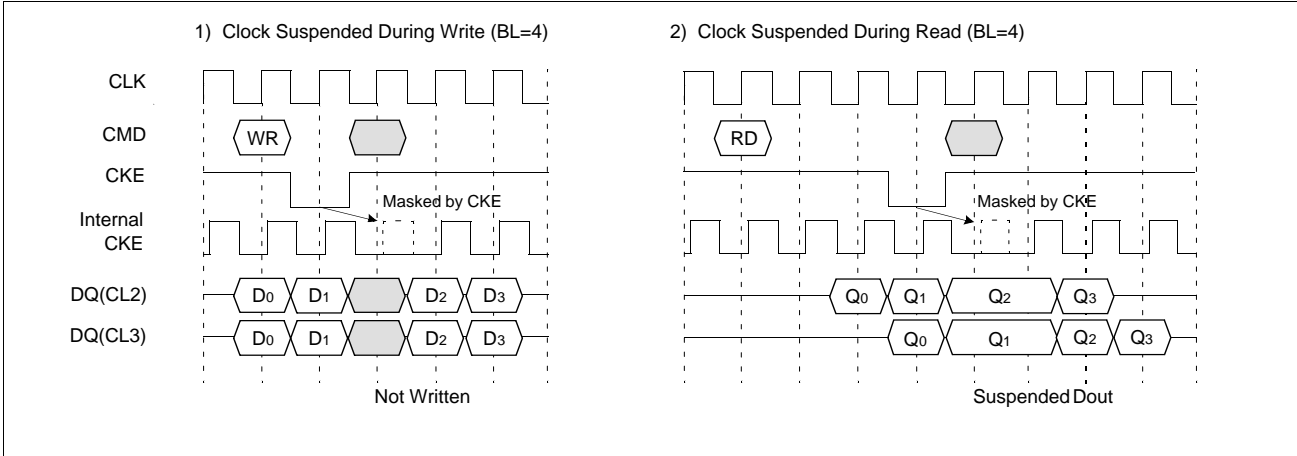 1) Clock Suspended During Write (BL=4)
2) Clock Suspended During Read (BL=4)
CLK
CMD
WR
RD
CKE
Masked by CKE
Masked by CKE
Internal
CKE
DQ(CL2)
D0 D1 D2 D3
Q0 Q1 Q2 Q3
DQ(CL3)
D0 D1 D2 D3
Q0 Q1 Q2 Q3
Not Written
Suspended Dout